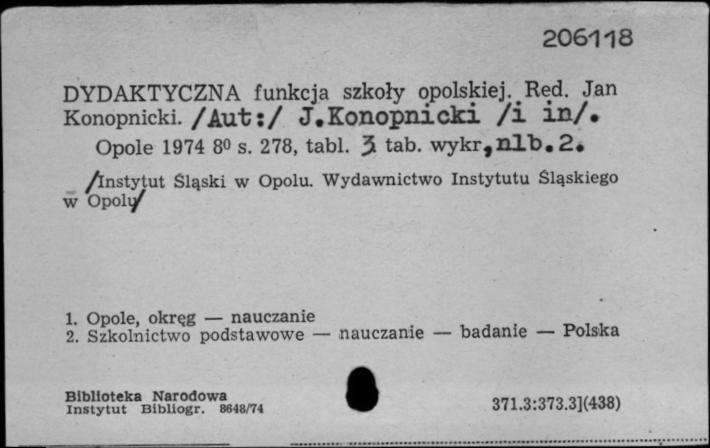 206118
DYDAKTYCZNA funkcja szkoły opolskiej. Red. Jan
Konopnicki. /Aut:/ J.Konopnicki /i in/.
Opole 1974 8⁰ s. 278, tabl. 3 tab. wykr,nlb.2.
/Instytut Śląski w Opolu. Wydawnictwo Instytutu Śląskiego
w Opolu/
1. Opole, okręg — nauczanie
2. Szkolnictwo podstawowe — nauczanie — badanie — Polska
Biblioteka Narodowa
Instytut Bibliogr. 8648/74
371.3:373.3](438)